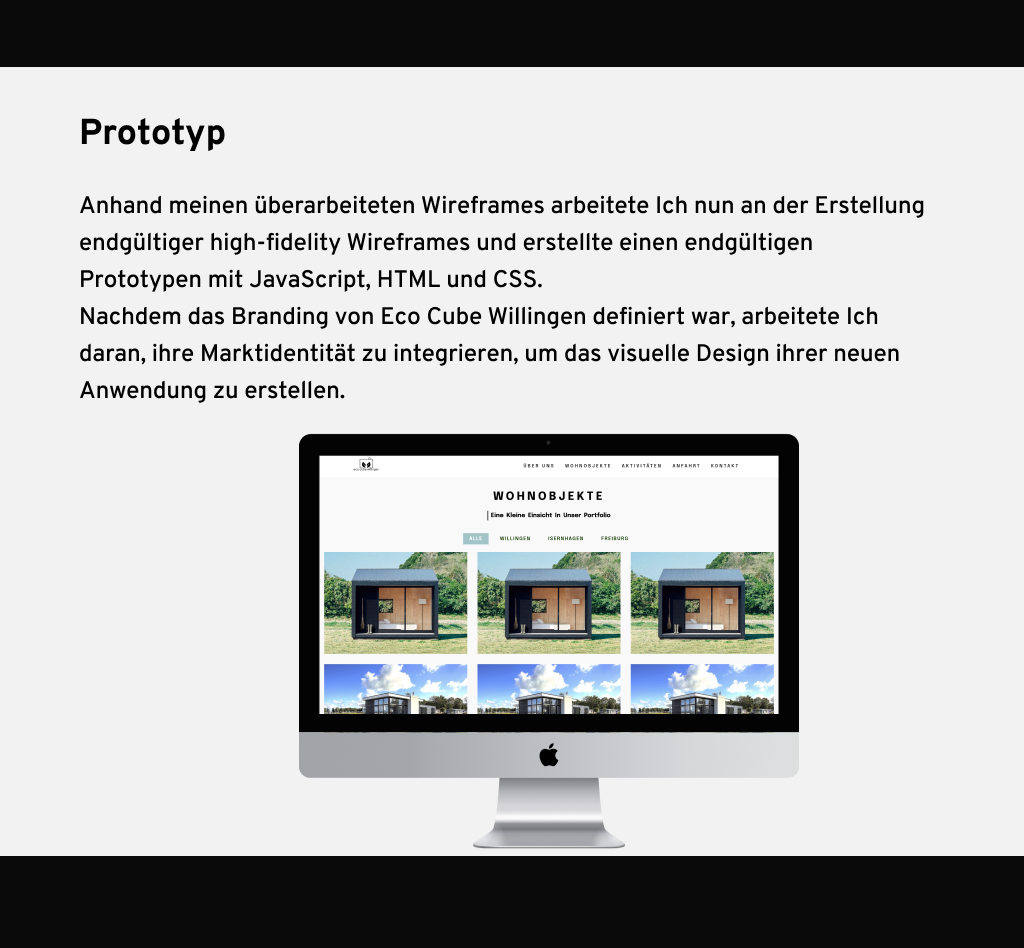 Prototyp
Anhand meinen überarbeiteten Wireframes arbeitete Ich nun an der Erstellung
endgültiger high-fidelity Wireframes und erstellte einen endgültigen
Prototypen mit JavaScript, HTML und CSS.
Nachdem das Branding von Eco Cube Willingen definiert war, arbeitete Ich
daran, ihre Marktidentität zu integrieren, um das visuelle Design ihrer neuen
Anwendung zu erstellen.
ÜBER UNS WOHNOBJEKTE AKTIVITÄTEN ANFAHRT KONTAKT
WOHNOBJEKTE
Eine Kleine Einsicht In Unser Portfolio
ALLE WILLINGEN ISERNHAGEN FREIBURG